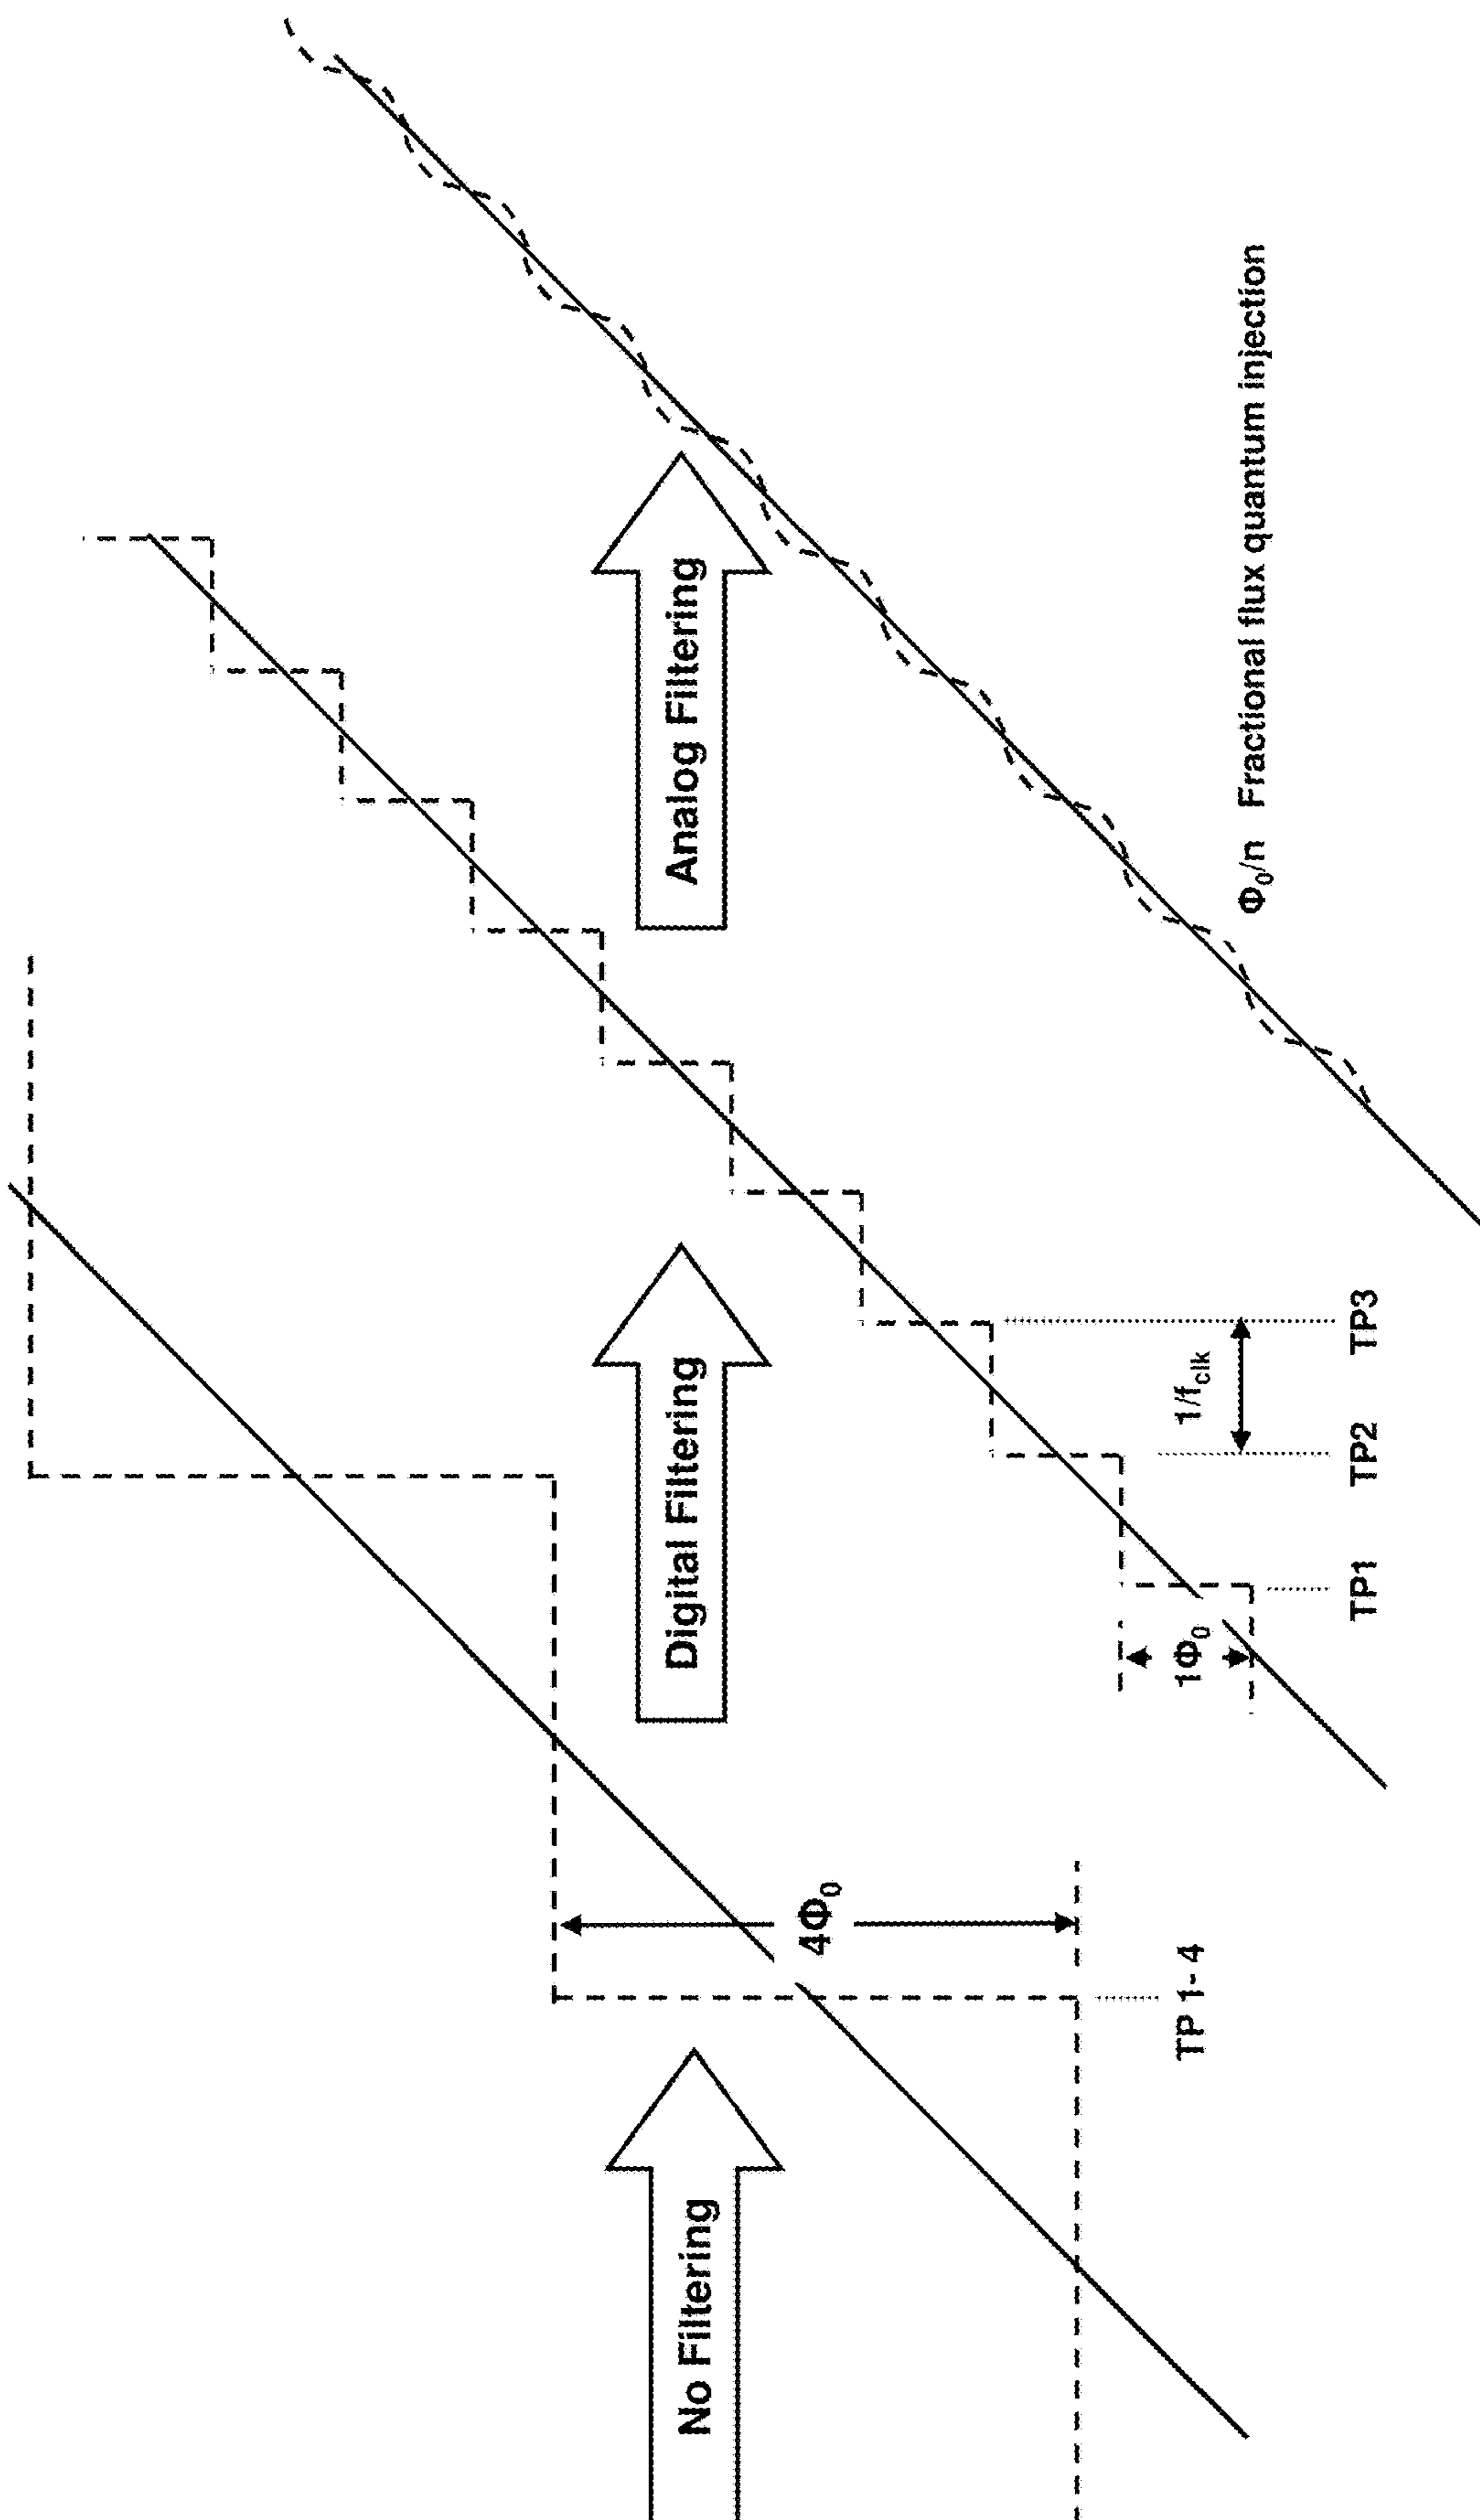 No Filtering
Digital Filtering
Analog Filtering
4Φ₀
TP 1- 4
1Φ₀
1/f_clk
TP1 TP2 TP3
Φ₀/n Fractional flux quantum injection